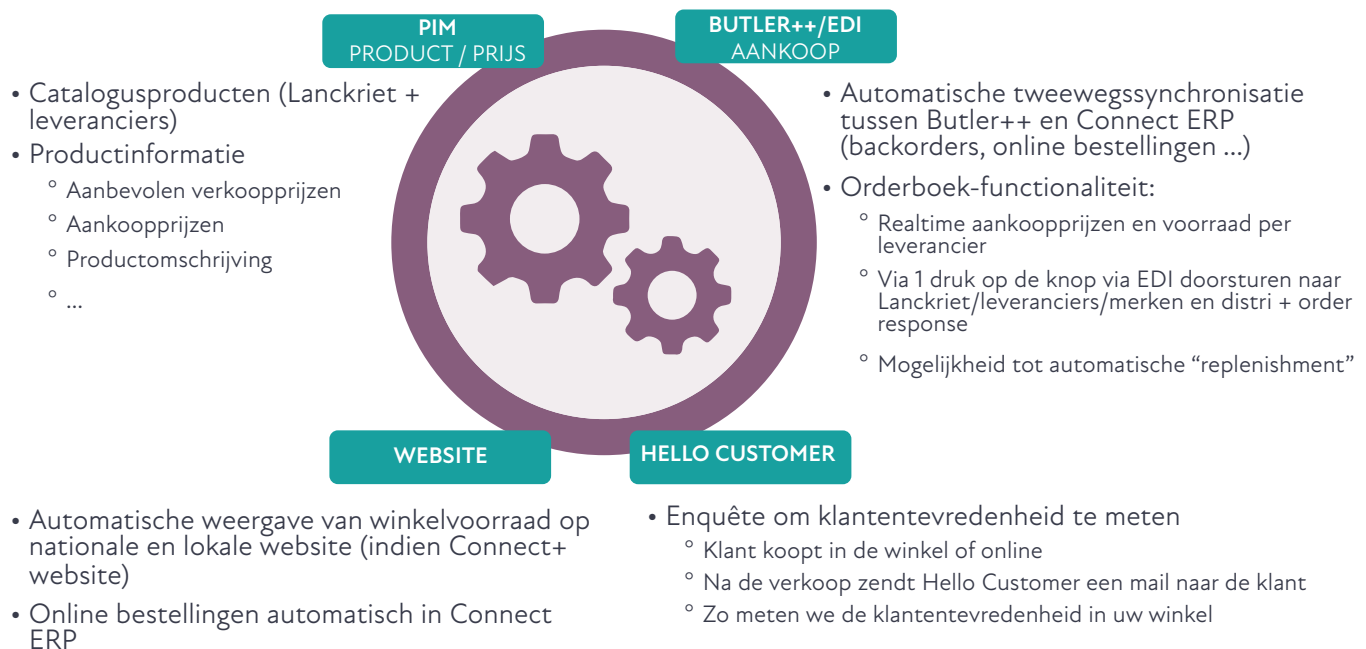 PIM
PRODUCT / PRIJS
• Catalogusproducten (Lanckriet +
leveranciers)
• Productinformatie
° Aanbevolen verkoopprijzen
° Aankoopprijzen
° Productomschrijving
° ...
BUTLER++/EDI
AANKOOP
• Automatische tweewegssynchronisatie
tussen Butler++ en Connect ERP
(backorders, online bestellingen ...)
• Orderboek-functionaliteit:
° Realtime aankoopprijzen en voorraad per
leverancier
° Via 1 druk op de knop via EDI doorsturen naar
Lanckriet/leveranciers/merken en distri + order
response
° Mogelijkheid tot automatische “replenishment”
WEBSITE
• Automatische weergave van winkelvoorraad op
nationale en lokale website (indien Connect+
website)
• Online bestellingen automatisch in Connect
ERP
HELLO CUSTOMER
• Enquête om klantentevredenheid te meten
° Klant koopt in de winkel of online
° Na de verkoop zendt Hello Customer een mail naar de klant
° Zo meten we de klantentevredenheid in uw winkel